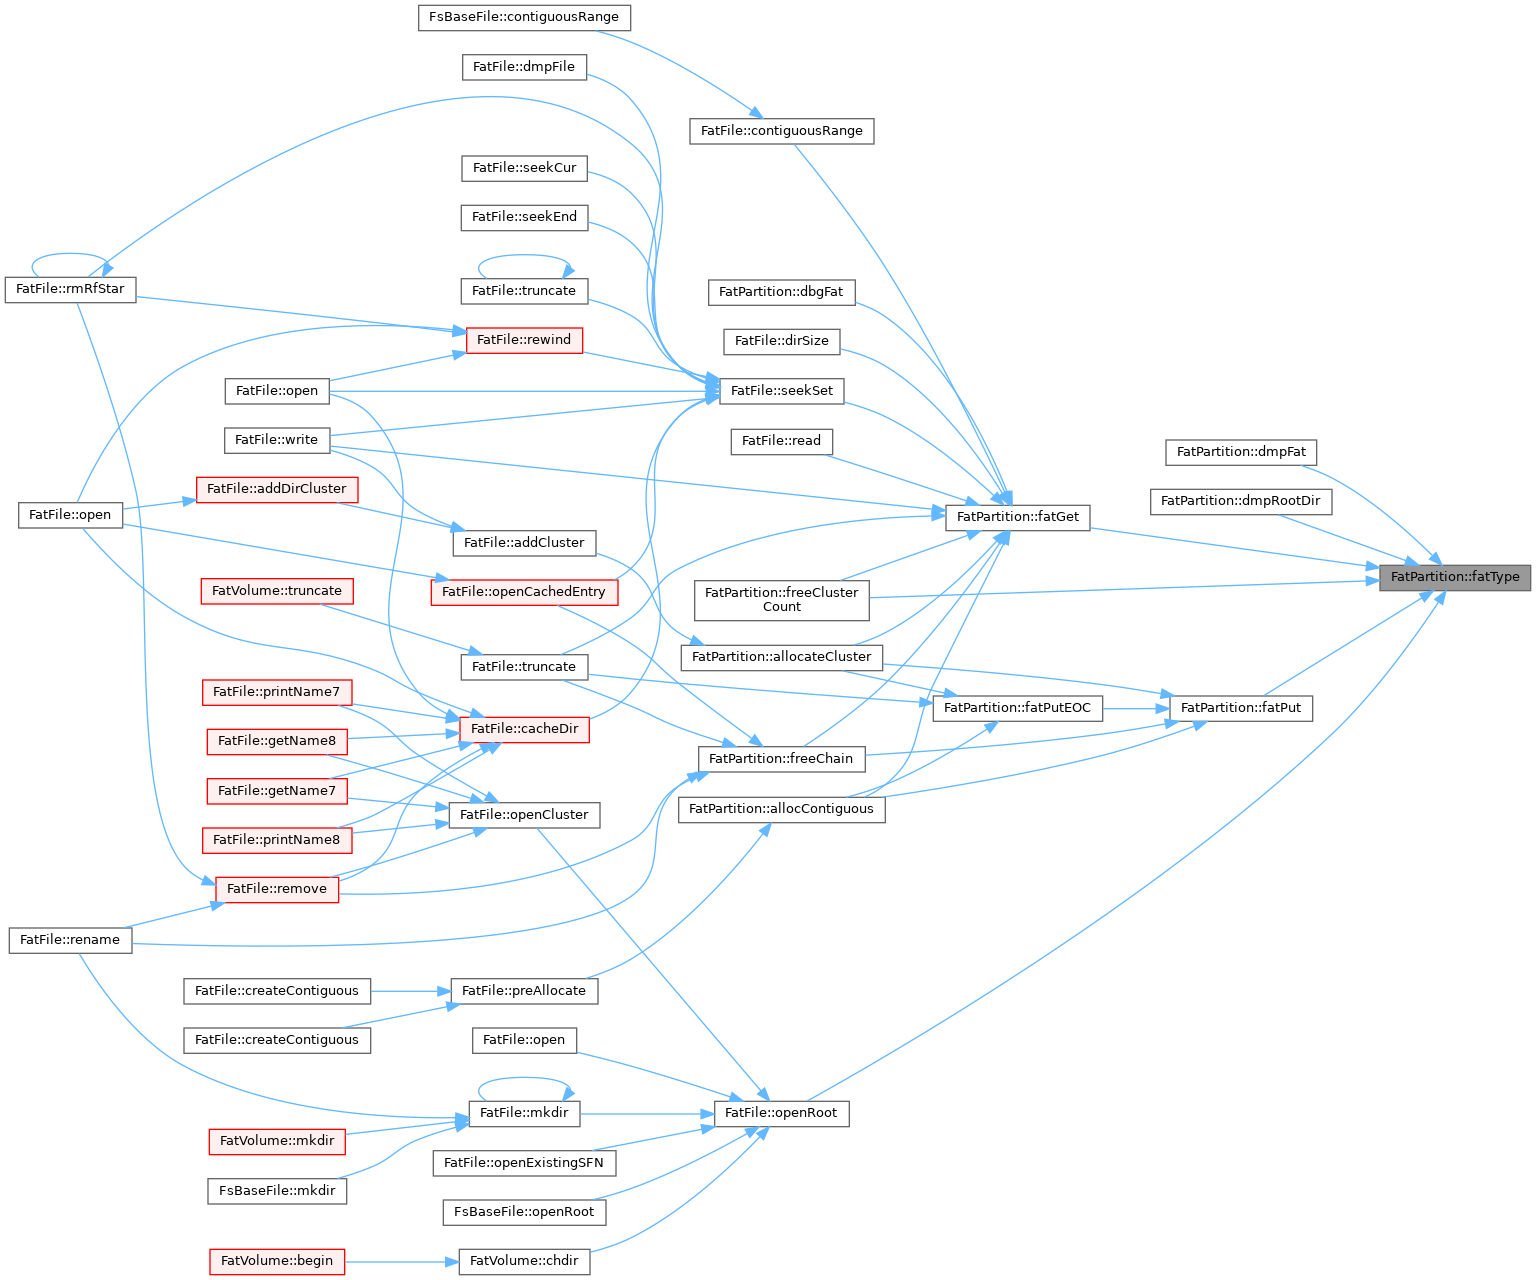 FsBaseFile::contiguousRange
FatFile::dmpFile
FatFile::contiguousRange
FatFile::seekCur
FatFile::seekEnd
FatFile::rmRfStar
FatFile::truncate
FatPartition::dbgFat
FatFile::rewind
FatFile::dirSize
FatFile::open
FatFile::seekSet
FatFile::write
FatFile::read
FatPartition::dmpFat
FatFile::addDirCluster
FatPartition::dmpRootDir
FatFile::open
FatPartition::fatGet
FatFile::addCluster
FatPartition::fatType
FatVolume::truncate
FatFile::openCachedEntry
FatPartition::freeCluster
Count
FatFile::truncate
FatPartition::allocateCluster
FatFile::printName7
FatPartition::fatPutEOC
FatPartition::fatPut
FatFile::getName8
FatFile::cacheDir
FatPartition::freeChain
FatFile::getName7
FatFile::openCluster
FatPartition::allocContiguous
FatFile::printName8
FatFile::remove
FatFile::rename
FatFile::createContiguous
FatFile::preAllocate
FatFile::createContiguous
FatFile::open
FatFile::mkdir
FatFile::openRoot
FatVolume::mkdir
FatFile::openExistingSFN
FsBaseFile::mkdir
FsBaseFile::openRoot
FatVolume::begin
FatVolume::chdir